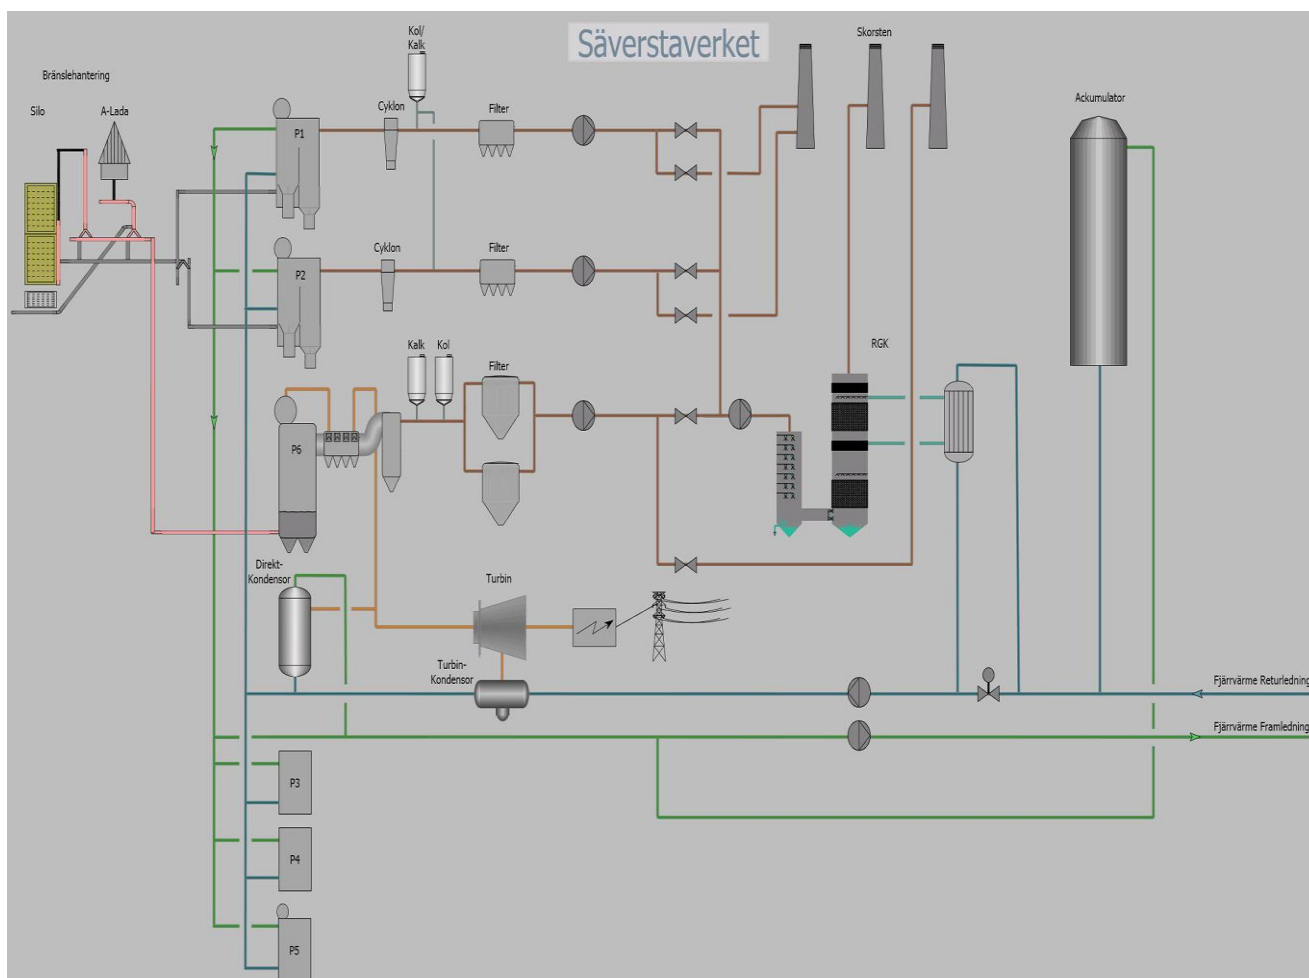 Säverstaverket
Kol/
Kalk
Skorsten
Bränslehantering
Silo
A-Lada
Cyklon
Filter
Ackumulator
P1
Cyklon
Filter
P2
Kalk
Kol
Filter
RGK
P6
Direkt-
Kondensor
Turbin
Turbin-
Kondensor
Fjärrvärme Returledning
Fjärrvärme Framledning
P3
P4
P5